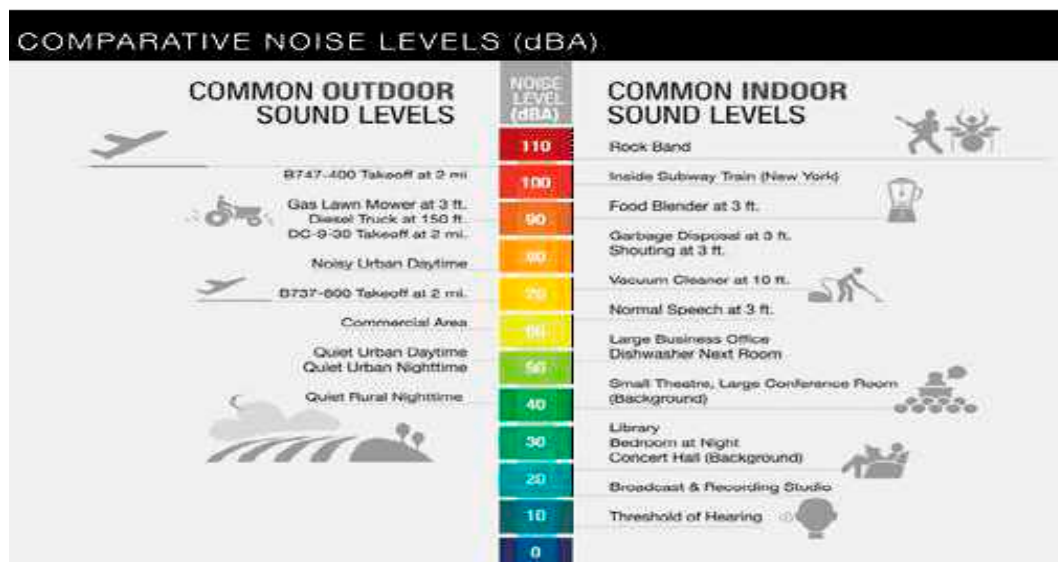 COMPARATIVE NOISE LEVELS (dBA)
COMMON OUTDOOR
SOUND LEVELS
NOISE
LEVEL
(dBA)
COMMON INDOOR
SOUND LEVELS
110
Rock Band
B747-400 Takeoff at 2 mi
100
Inside Subway Train (New York)
Gas Lawn Mower at 3 ft.
Diesel Truck at 150 ft.
DC-9-30 Takeoff at 2 mi.
90
Food Blender at 3 ft.
Garbage Disposal at 3 ft.
Shouting at 3 ft.
Noisy Urban Daytime
80
Vacuum Cleaner at 10 ft.
B737-800 Takeoff at 2 mi.
70
Normal Speech at 3 ft.
Commercial Area
60
Large Business Office
Dishwasher Next Room
Quiet Urban Daytime
Quiet Urban Nighttime
50
Small Theatre, Large Conference Room
(Background)
Quiet Rural Nighttime
40
Library
Bedroom at Night
Concert Hall (Background)
30
20
Broadcast & Recording Studio
10
Threshold of Hearing
0